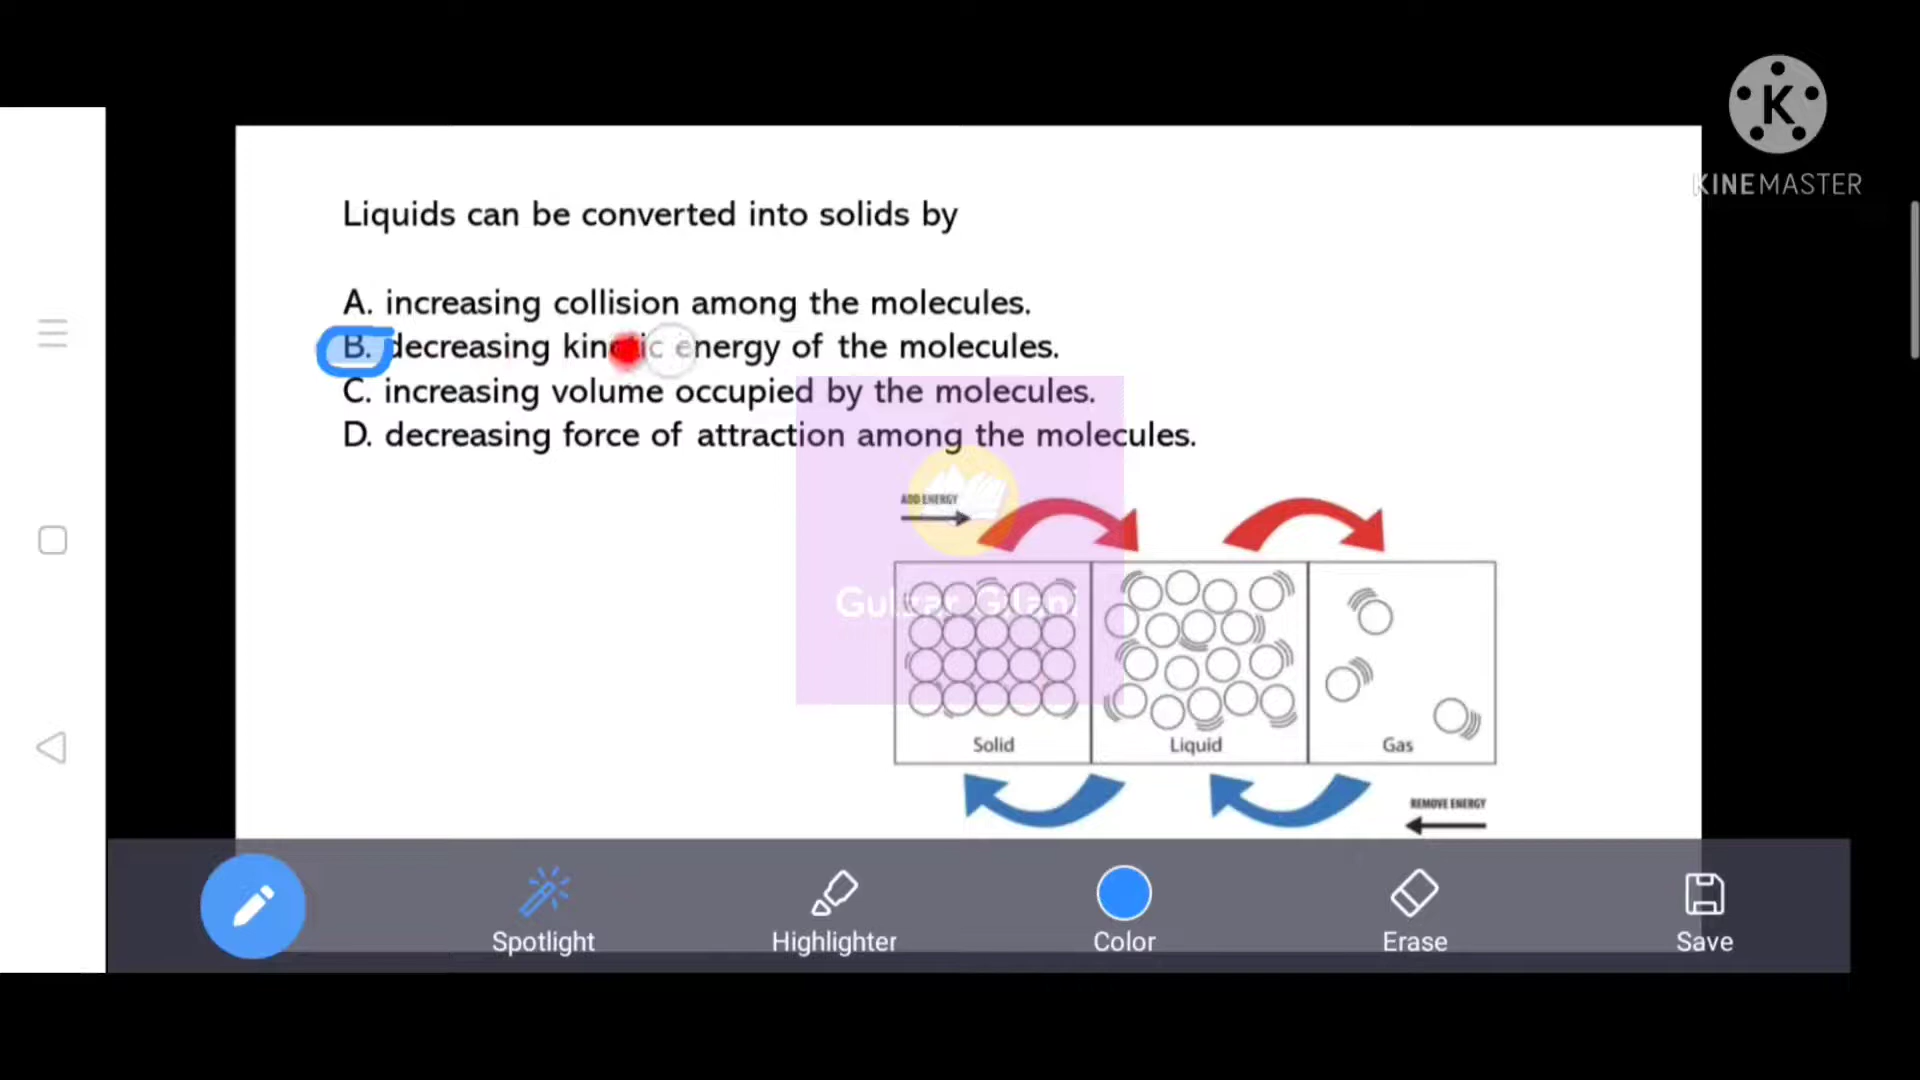 K
KINEMASTER
Liquids can be converted into solids by
A. increasing collision among the molecules.
B. decreasing kinetic energy of the molecules.
C. increasing volume occupied by the molecules.
D. decreasing force of attraction among the molecules.
ADD ENERGY
Gulzar Gilani
Solid
Liquid
Gas
REMOVE ENERGY
Spotlight
Highlighter
Color
Erase
Save